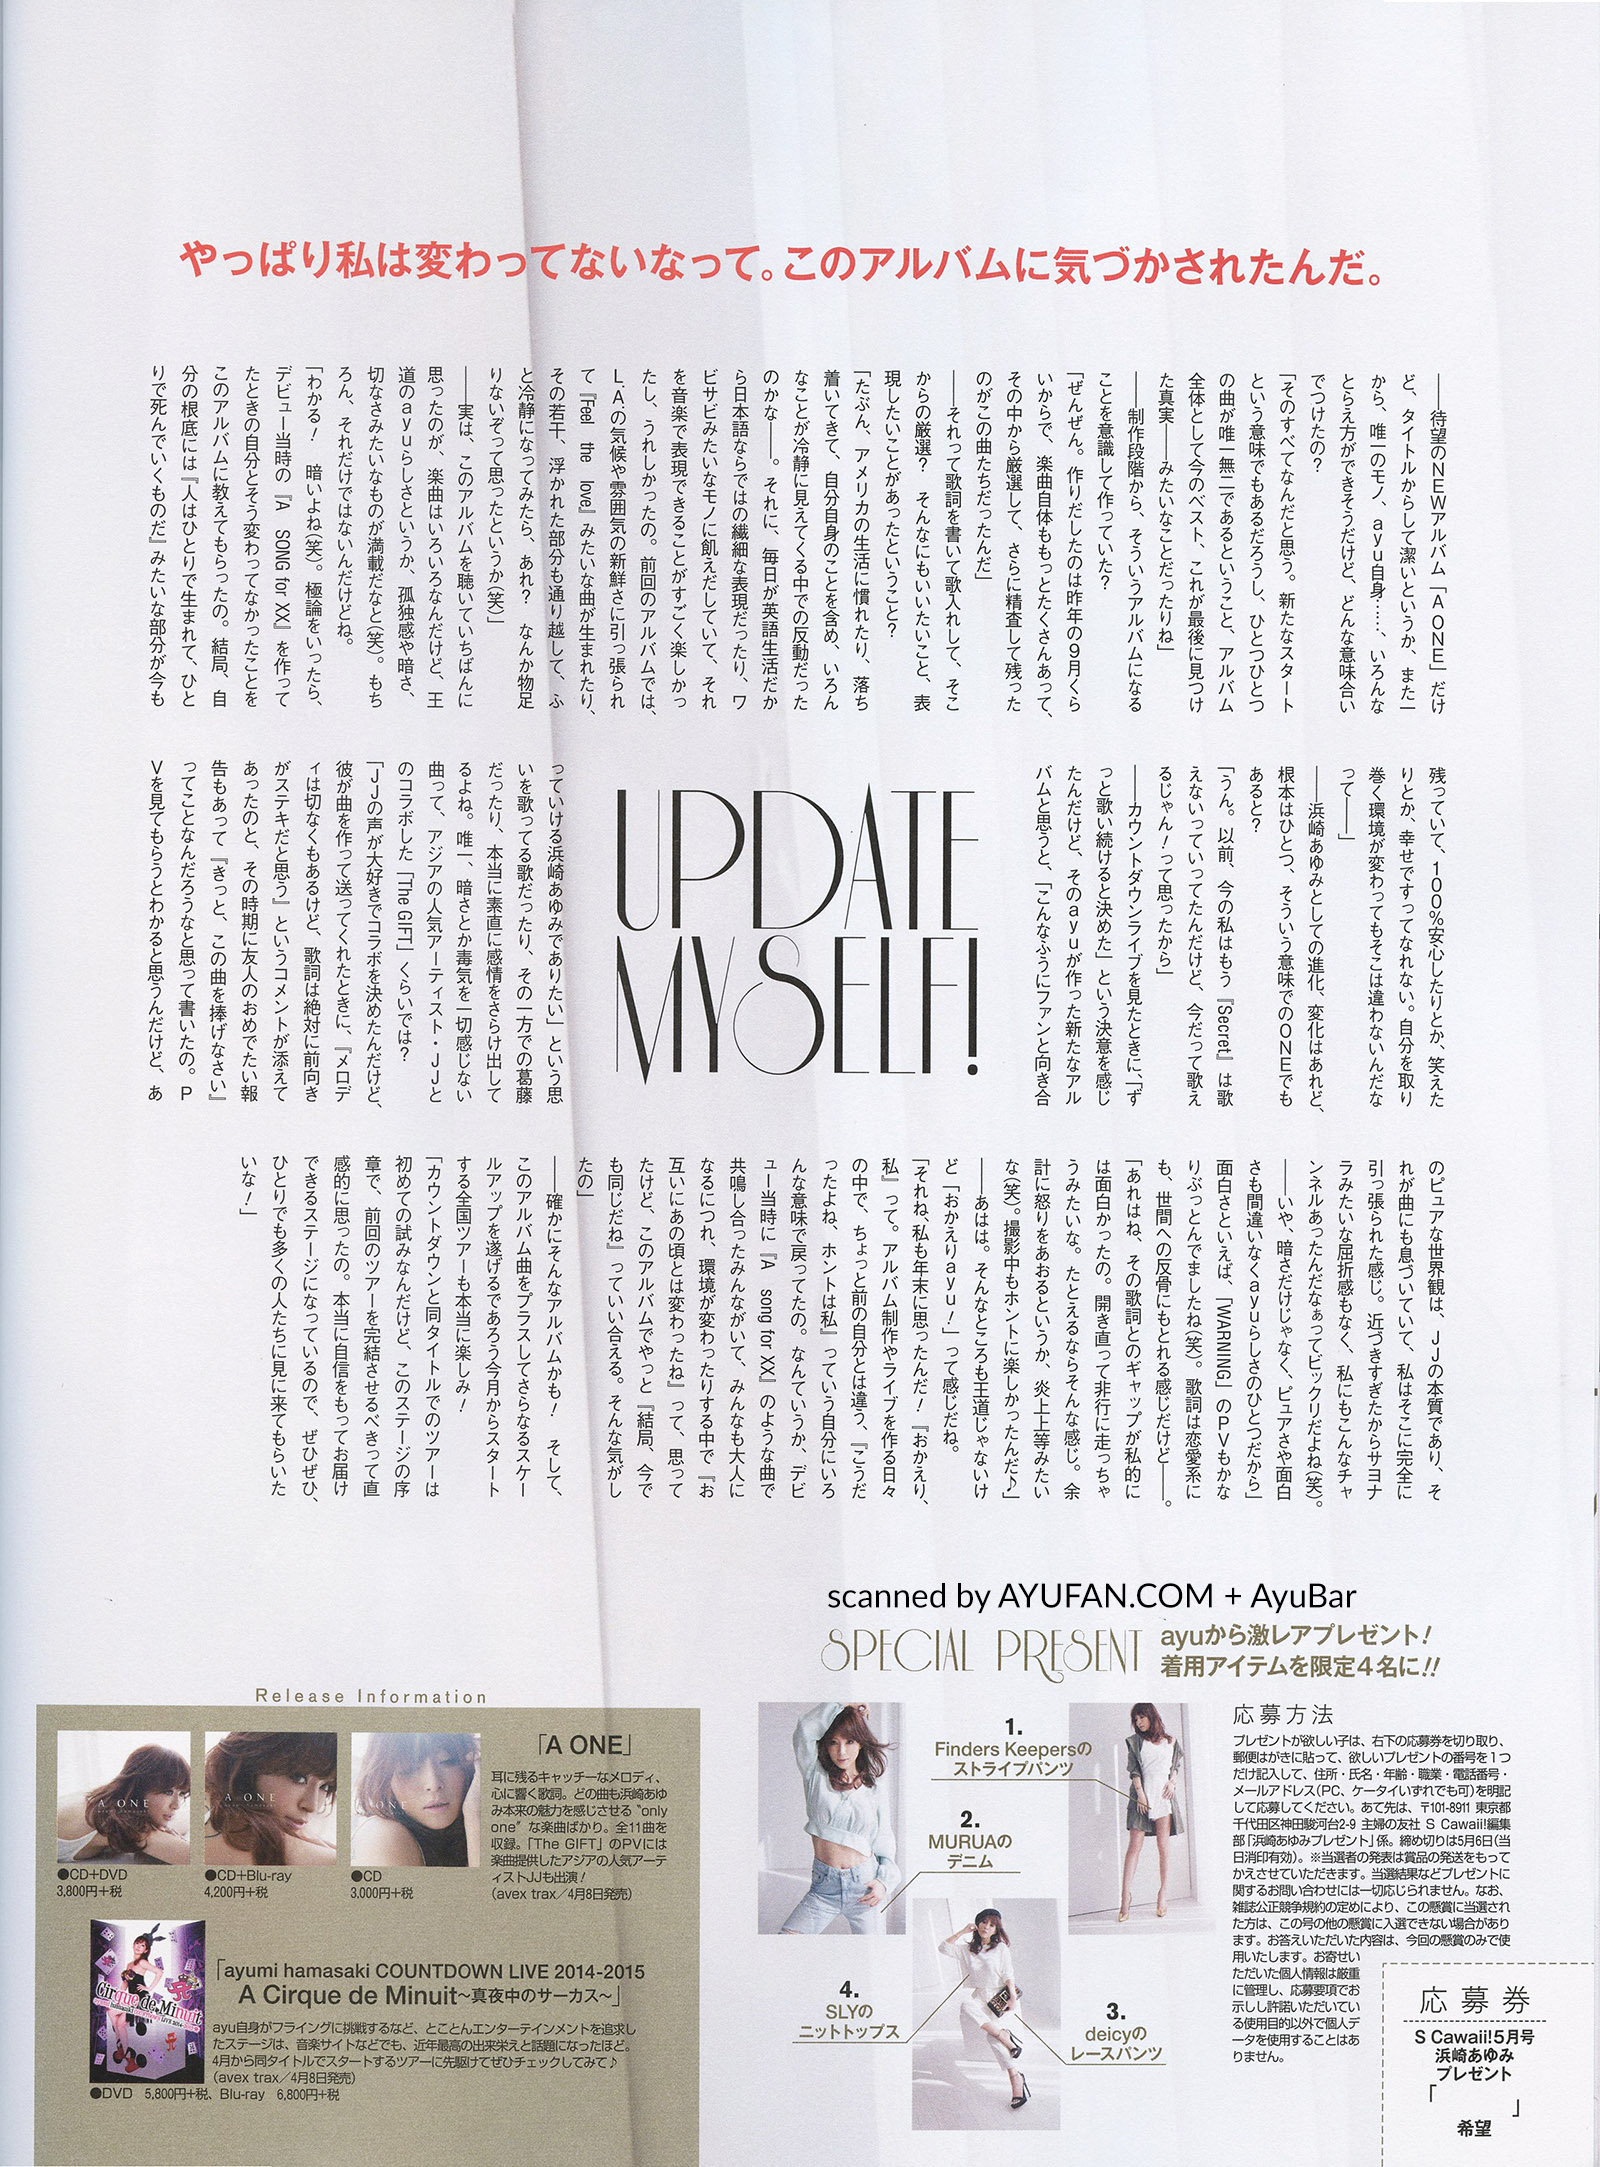 やっぱり私は変わってないなって。このアルバムに気づかされたんだ。
――待望のNEWアルバム「A ONE」だけ
ど、タイトルからして潔いというか、また一
から、唯一のモノ、ayu自身……、いろんな
とらえ方ができそうだけど、どんな意味合い
でつけたの？
「そのすべてなんだと思う。新たなスタート
という意味でもあるだろうし、ひとつひとつ
の曲が唯一無二であるということ、アルバム
全体として今のベスト、これが最後に見つけ
た真実――みたいなことだったりね」
――制作段階から、そういうアルバムになる
ことを意識して作っていた？
「ぜんぜん。作りだしたのは昨年の9月くら
いからで、楽曲自体ももっとたくさんあって、
その中から厳選して、さらに精査して残った
のがこの曲たちだったんだ」
――それって歌詞を書いて歌入れして、そこ
からの厳選？　そんなにもいいたいこと、表
現したいことがあったということ？
「たぶん、アメリカの生活に慣れたり、落ち
着いてきて、自分自身のことを含め、いろん
なことが冷静に見えてくる中での反動だった
のかな――。それに、毎日が英語生活だか
ら日本語ならではの繊細な表現だったり、ワ
ビサビみたいなモノに飢えだしていて、それ
を音楽で表現できることがすごく楽しかっ
たし、うれしかったの。前回のアルバムでは、
L.A.の気候や雰囲気の新鮮さに引っ張られ
て『Feel the love』みたいな曲が生まれたり、
その若干、浮かれた部分も通り越して、ふ
と冷静になってみたら、あれ？　なんか物足
りないぞって思ったというか(笑)」
――実は、このアルバムを聴いていちばんに
思ったのが、楽曲はいろいろなんだけど、王
道のayuらしさというか、孤独感や暗さ、
切なさみたいなものが満載だなと(笑)。もち
ろん、それだけではないんだけどね。
「わかる！　暗いよね(笑)。極論をいったら、
デビュー当時の『A SONG for XX』を作って
たときの自分とそう変わってなかったことを
このアルバムに教えてもらったの。結局、自
分の根底には『人はひとりで生まれて、ひと
りで死んでいくものだ』みたいな部分が今も
残っていて、100%安心したりとか、笑えた
りとか、幸せですってなれない。自分を取り
巻く環境が変わってもそこは違わないんだな
って――」
――浜崎あゆみとしての進化、変化はあれど、
根本はひとつ、そういう意味でのONEでも
あると？
「うん。以前、今の私はもう『Secret』は歌
えないっていってたんだけど、今だって歌え
るじゃん！って思ったから」
――カウントダウンライブを見たときに、「ず
っと歌い続けると決めた」という決意を感じ
たんだけど、そのayuが作った新たなアル
バムと思うと、「こんなふうにファンと向き合
UPDATE
MYSELF!
っていける浜崎あゆみでありたい」という思
いを歌ってる歌だったり、その一方での葛藤
だったり、本当に素直に感情をさらけ出して
るよね。唯一、暗さとか毒気を一切感じない
曲って、アジアの人気アーティスト・JJと
のコラボした「The GIFT」くらいでは？
「JJの声が大好きでコラボを決めたんだけど、
彼が曲を作って送ってくれたときに、『メロデ
ィは切なくもあるけど、歌詞は絶対に前向き
がステキだと思う』というコメントが添えて
あったのと、その時期に友人のおめでたい報
告もあって『きっと、この曲を捧げなさい』
ってことなんだろうなと思って書いたの。P
Vを見てもらうとわかると思うんだけど、あ
のピュアな世界観は、JJの本質であり、そ
れが曲にも息づいていて、私はそこに完全に
引っ張られた感じ。近づきすぎたからサヨナ
ラみたいな屈折感もなく、私にもこんなチャ
ンネルあったんだなぁってビックリだよね(笑)。
――いや、暗さだけじゃなく、ピュアさや面白
さも間違いなくayuらしさのひとつだから」
面白さといえば、「WARNING」のPVもかな
りぶっとんでましたね(笑)。歌詞は恋愛系に
も、世間への反骨にもとれる感じだけど――。
「あれはね、その歌詞とのギャップが私的に
は面白かったの。開き直って非行に走っちゃ
うみたいな。たとえるならそんな感じ。余
計に怒りをあおるというか、炎上上等みたい
な(笑)。撮影中もホントに楽しかったんだ♪」
――あはは。そんなところも王道じゃないけ
ど「おかえりayu！」って感じだね。
「それね、私も年末に思ったんだ！『おかえり、
私』って。アルバム制作やライブを作る日々
の中で、ちょっと前の自分とは違う、『こうだ
ったよね、ホントは私』っていう自分にいろ
んな意味で戻ってたの。なんていうか、デビ
ュー当時に『A song for XX』のような曲で
共鳴し合ったみんながいて、みんなも大人に
なるにつれ、環境が変わったりする中で『お
互いにあの頃とは変わったね』って、思って
たけど、このアルバムでやっと『結局、今で
も同じだね』っていい合える。そんな気がし
たの」
――確かにそんなアルバムかも！　そして、
このアルバム曲をプラスしてさらなるスケー
ルアップを遂げるであろう今月からスタート
する全国ツアーも本当に楽しみ！
「カウントダウンと同タイトルでのツアーは
初めての試みなんだけど、このステージの序
章で、前回のツアーを完結させるべきって直
感的に思ったの。本当に自信をもってお届け
できるステージになっているので、ぜひぜひ、
ひとりでも多くの人たちに見に来てもらいた
いな！」
scanned by AYUFAN.COM + AyuBar
SPECIAL PRESENT
ayuから激レアプレゼント！
着用アイテムを限定4名に!!
1.
Finders Keepersの
ストライプパンツ
2.
MURUAの
デニム
3.
deicyの
レースパンツ
4.
SLYの
ニットトップス
応募方法
プレゼントが欲しい子は、右下の応募券を切り取り、
郵便はがきに貼って、欲しいプレゼントの番号を1つ
だけ記入して、住所・氏名・年齢・職業・電話番号・
メールアドレス(PC、ケータイいずれでも可)を明記
して応募してください。あて先は、〒101-8911 東京都
千代田区神田駿河台2-9 主婦の友社 S Cawaii!編集
部「浜崎あゆみプレゼント」係。締め切りは5月6日(当
日消印有効)。※当選者の発表は賞品の発送をもって
かえさせていただきます。当選結果などプレゼントに
関するお問い合わせには一切応じられません。なお、
雑誌公正競争規約の定めにより、この懸賞に当選され
た方は、この号の他の懸賞に入選できない場合があり
ます。お答えいただいた内容は、今回の懸賞のみで使
用いたします。お寄せい
ただいた個人情報は厳重
に管理し、応募要項でお
示しし許諾いただいてい
る使用目的以外で個人デ
ータを使用することはあ
りません。
応募券
S Cawaii!5月号
浜崎あゆみ
プレゼント
「
」
希望
Release Information
A ONE
A ONE
A ONE
●CD+DVD
3,800円+税
●CD+Blu-ray
4,200円+税
●CD
3,000円+税
「A ONE」
耳に残るキャッチーなメロディ、
心に響く歌詞。どの曲も浜崎あゆ
み本来の魅力を感じさせる“only
one”な楽曲ばかり。全11曲を
収録。「The GIFT」のPVには
楽曲提供したアジアの人気アーテ
ィストJJも出演！
(avex trax／4月8日発売)
Cirque de Minuit
「ayumi hamasaki COUNTDOWN LIVE 2014-2015
A Cirque de Minuit～真夜中のサーカス～」
ayu自身がフライングに挑戦するなど、とことんエンターテインメントを追求し
たステージは、音楽サイトなどでも、近年最高の出来栄えと話題になったほど。
4月から同タイトルでスタートするツアーに先駆けてぜひチェックしてみて♪
(avex trax／4月8日発売)
●DVD　5,800円+税、Blu-ray　6,800円+税